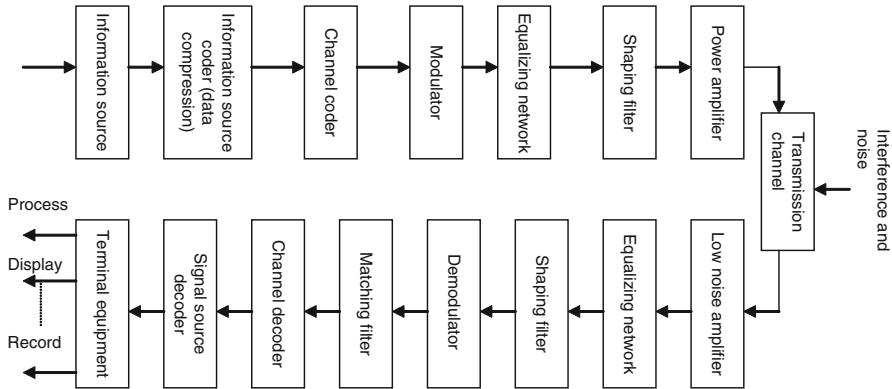 Information source
Information source
coder (data
compression)
Channel coder
Modulator
Equalizing network
Shaping filter
Power amplifier
Transmission
channel
Interference and
noise
Low noise amplifier
Equalizing network
Shaping filter
Demodulator
Matching filter
Channel decoder
Signal source
decoder
Terminal equipment
Process
Display
Record